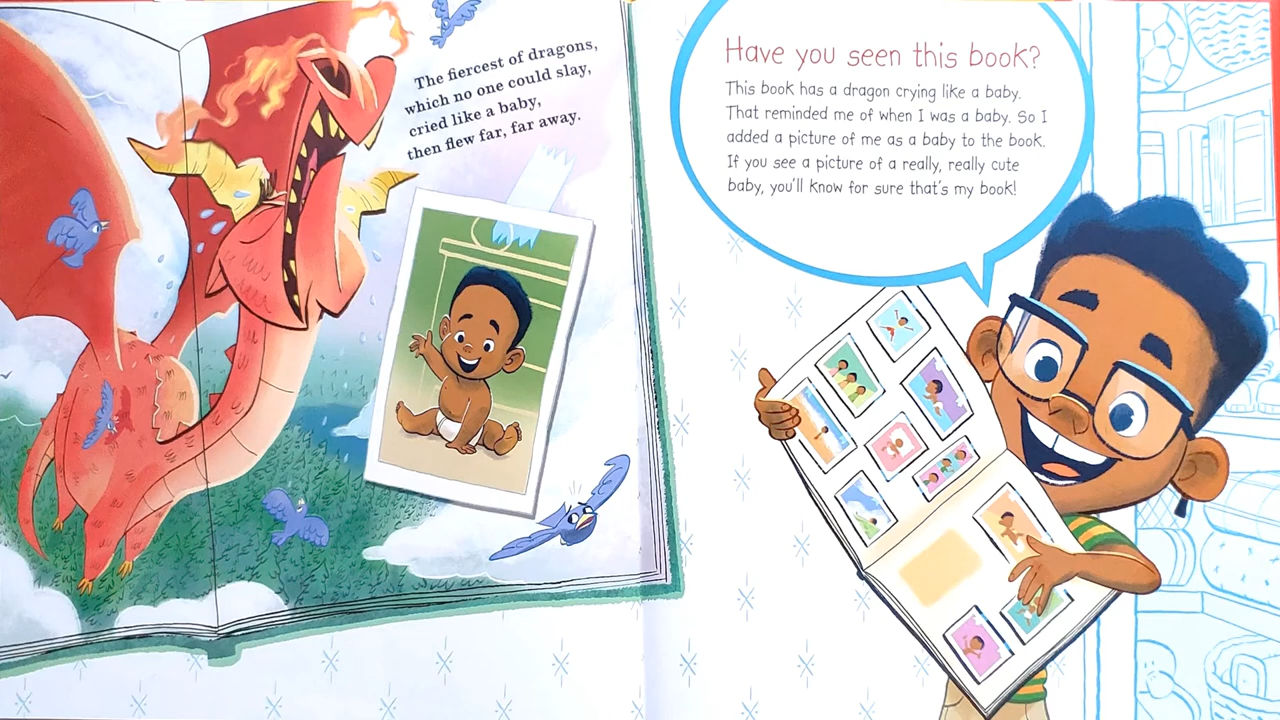 The fiercest of dragons,
which no one could slay,
cried like a baby,
then flew far, far away.
Have you seen this book?
This book has a dragon crying like a baby.
That reminded me of when I was a baby. So I
added a picture of me as a baby to the book.
If you see a picture of a really, really cute
baby, you'll know for sure that's my book!